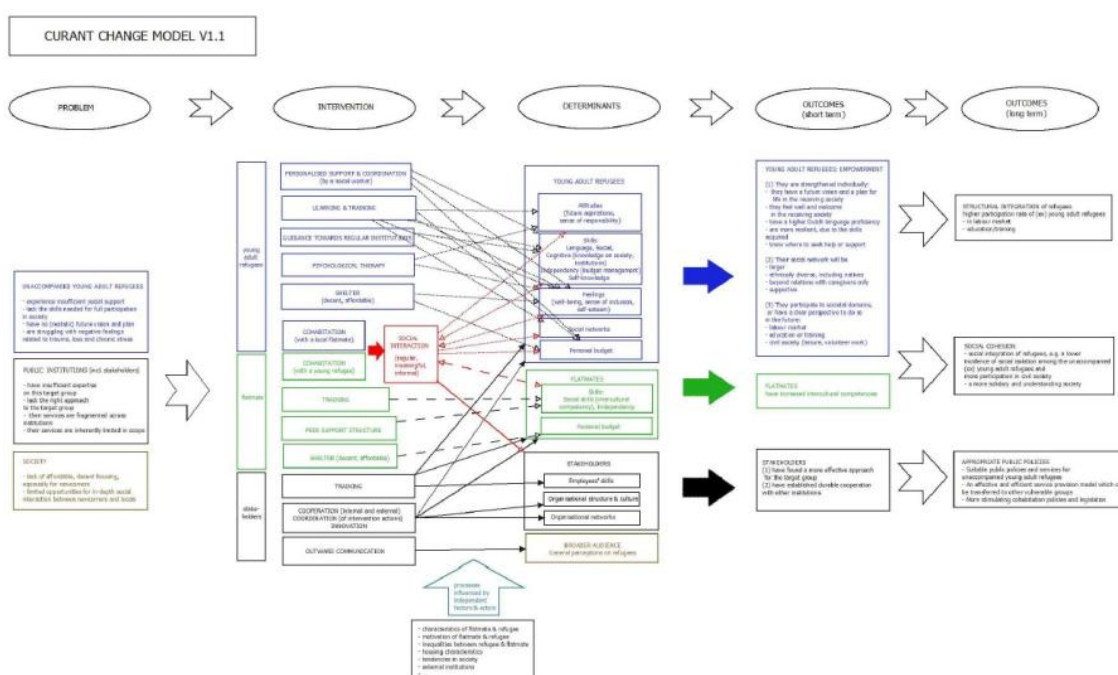 CURANT CHANGE MODEL V1.1
PROBLEM
INTERVENTION
DETERMINANTS
OUTCOMES
(short term)
OUTCOMES
(long term)
UNACCOMPANIED YOUNG ADULT REFUGEES
- experience insufficient social support
- lack the skills needed for full participation
in society
- have no (realistic) future vision and plan
- are struggling with negative feelings
related to trauma, loss and chronic stress
PUBLIC INSTITUTIONS (incl. stakeholders)
- have insufficient expertise
on this target group
- lack the right approach
to the target group
- their services are fragmented across
institutions
- their services are inherently limited in scope
SOCIETY
- lack of affordable, decent housing,
especially for newcomers
- limited opportunities for in-depth social
interaction between newcomers and locals
young
adult
refugees
flatmate
stake-
holders
PERSONALISED SUPPORT & COORDINATION
(by a social worker)
LEARNING & TRAINING
GUIDANCE TOWARDS REGULAR INSTITUTIONS
PSYCHOLOGICAL THERAPY
SHELTER
(decent, affordable)
COHABITATION
(with a local flatmate)
COHABITATION
(with a young refugee)
TRAINING
PEER SUPPORT STRUCTURE
SHELTER (decent, affordable)
TRAINING
COOPERATION (internal and external)
COORDINATION (of intervention actions)
INNOVATION
OUTWARD COMMUNICATION
SOCIAL
INTERACTION
(regular,
meaningful,
informal)
YOUNG ADULT REFUGEES
Attitudes
(future aspirations,
sense of responsibility)
Skills:
Language, Social,
Cognitive (knowledge on society,
institutions)
Independency (budget management)
Self-knowledge
Feelings
(well-being, sense of inclusion,
self-esteem)
Social networks
Personal budget
FLATMATES
Skills:
Social skills (intercultural
competency), Independency
Personal budget
STAKEHOLDERS
Employees' skills
Organisational structure & culture
Organisational networks
BROADER AUDIENCE
General perceptions on refugees
processes
influenced by
independent
factors & actors
- characteristics of flatmate & refugee
- motivation of flatmate & refugee
- inequalities between refugee & flatmate
- housing characteristics
- tendencies in society
- external institutions
YOUNG ADULT REFUGEES: EMPOWERMENT
(1) They are strengthened individually:
- they have a future vision and a plan for
life in the receiving society
- they feel well and welcome
in the receiving society
- have a higher Dutch language proficiency
- are more resilient, due to the skills
acquired
- know where to seek help or support
(2) Their social network will be
- larger
- ethnically diverse, including natives
- beyond relations with caregivers only
- supportive
(3) They participate in societal domains,
or have a clear perspective to do so
in the future:
- labour market
- education or training
- civil society (leisure, volunteer work..)
FLATMATES
have increased intercultural competences
STAKEHOLDERS
(1) have found a more effective approach
for the target group
(2) have established durable cooperation
with other institutions
STRUCTURAL INTEGRATION of refugees
higher participation rate of (ex) young adult refugees
- in labour market
- education/training
SOCIAL COHESION:
- social integration of refugees, e.g. a lower
incidence of social isolation among the unaccompanied
(ex) young adult refugees and
more participation in civil society
- a more solidary and understanding society
APPROPRIATE PUBLIC POLICIES
- Suitable public policies and services for
unaccompanied young adult refugees
- An effective and efficient service provision model which can
be transferred to other vulnerable groups
- More stimulating cohabitation policies and legislation